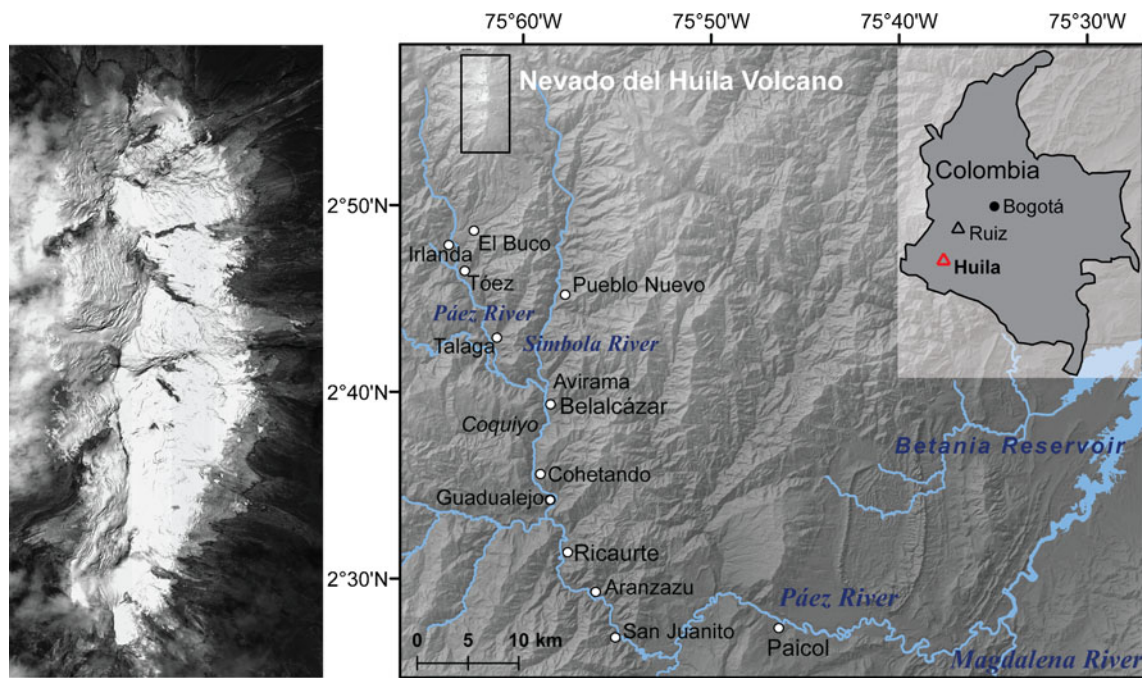 75°60'W
75°50'W
75°40'W
75°30'W
Nevado del Huila Volcano
Colombia
Bogotá
Ruiz
Huila
2°50'N
El Buco
Irlanda
Tóez
Pueblo Nuevo
Páez River
Simbola River
Talaga
Avirama
2°40'N
Belalcázar
Coquiyo
Betania Reservoir
Cohetando
Guadualejo
Ricaurte
2°30'N
Aranzazu
Páez River
San Juanito
0 5 10 km
Paicol
Magdalena River